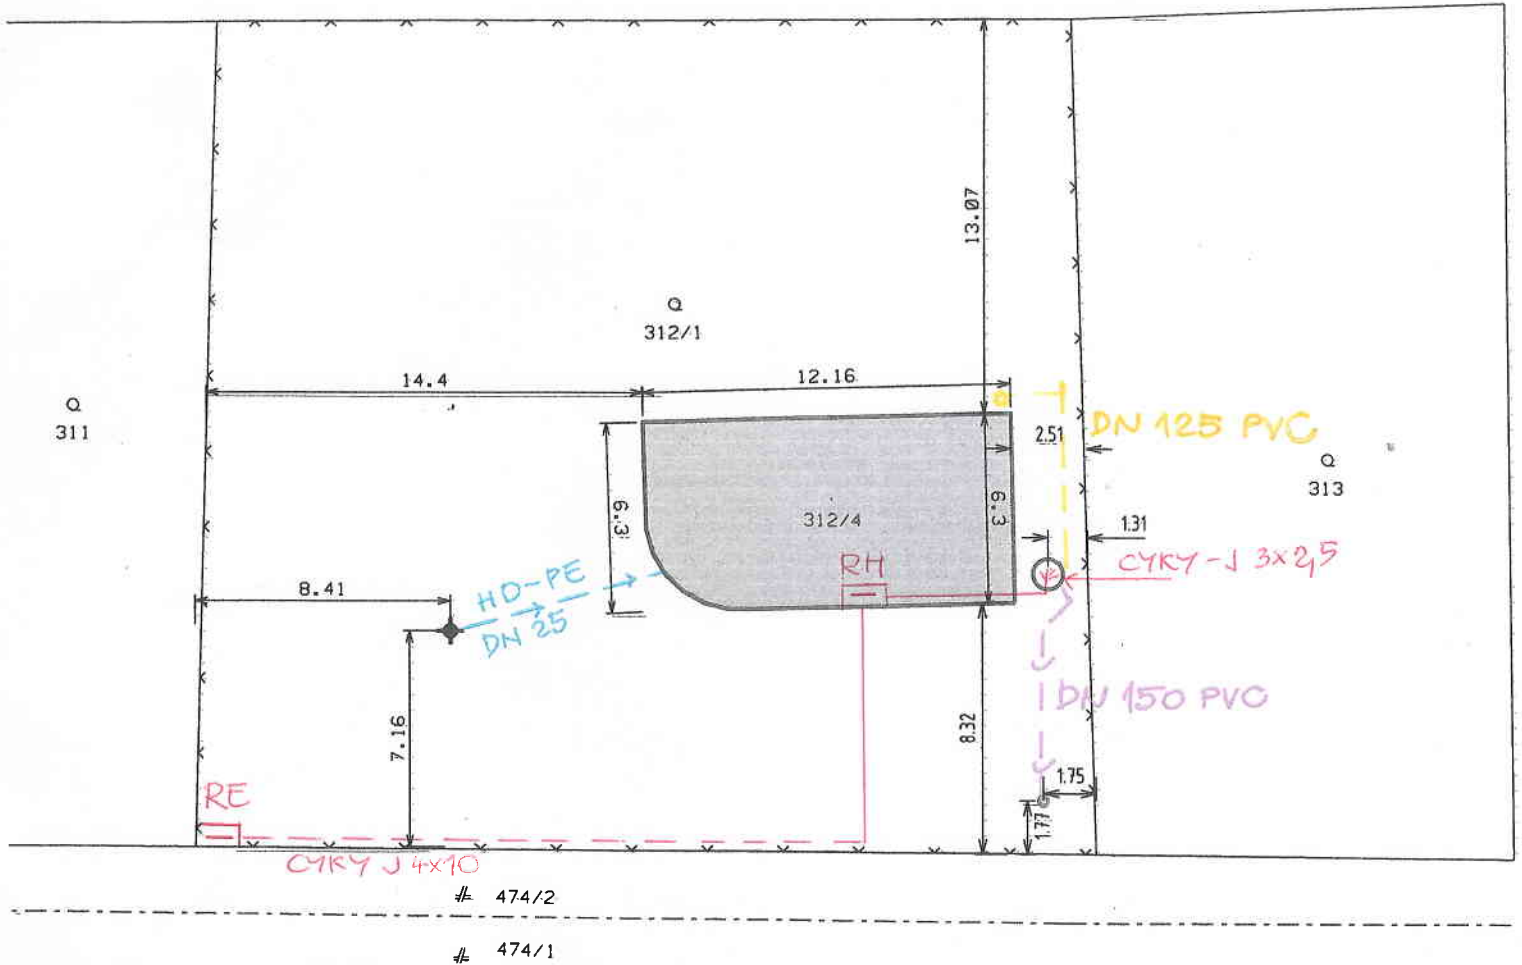 13.07
312/1
14.4
12.16
311
DN 125 PVC
2.51
313
6.3
312/4
6.3
1.31
RH
CYKY-J 3x2,5
8.41
HD-PE
DN 25
DN 150 PVC
7.16
8.32
1.75
RE
1.77
CYKY J 4x10
474/2
474/1